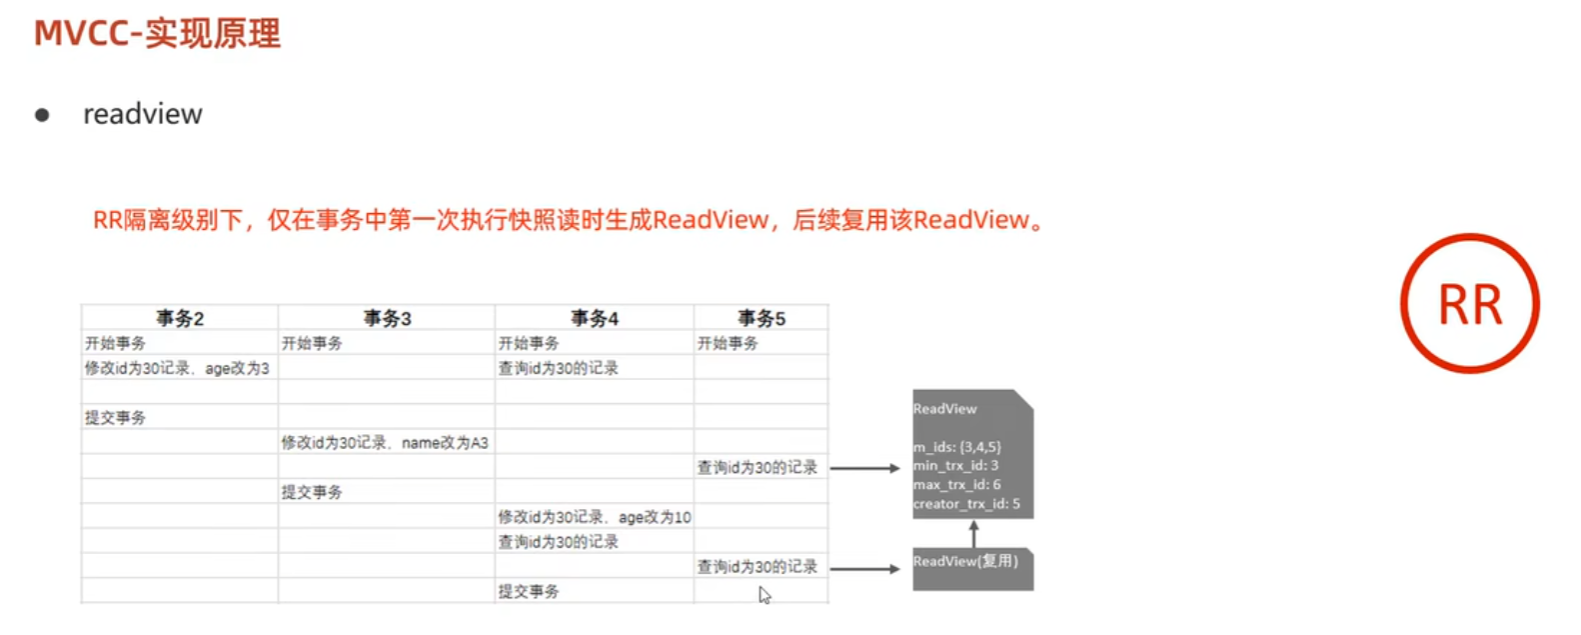 MVCC-实现原理
● readview
RR隔离级别下，仅在事务中第一次执行快照读时生成ReadView，后续复用该ReadView。
RR
事务2 事务3 事务4 事务5
开始事务 开始事务 开始事务 开始事务
修改id为30记录，age改为3 查询id为30的记录
提交事务
修改id为30记录，name改为A3
查询id为30的记录
提交事务
修改id为30记录，age改为10
查询id为30的记录
查询id为30的记录
提交事务
ReadView
m_ids: {3,4,5}
min_trx_id: 3
max_trx_id: 6
creator_trx_id: 5
ReadView(复用)